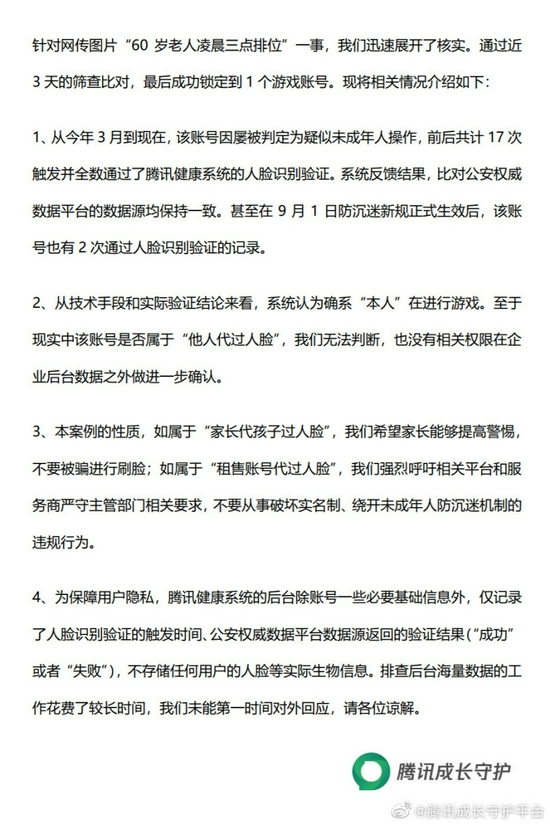 针对网传图片“60 岁老人凌晨三点排位”一事，我们迅速展开了核实。通过近
3 天的筛查比对，最后成功锁定到 1 个游戏账号。现将相关情况介绍如下：
1、从今年 3 月到现在，该账号因屡被判定为疑似未成年人操作，前后共计 17 次
触发并全数通过了腾讯健康系统的人脸识别验证。系统反馈结果，比对公安权威
数据平台的数据源均保持一致。甚至在 9 月 1 日防沉迷新规正式生效后，该账
号也有 2 次通过人脸识别验证的记录。
2、从技术手段和实际验证结论来看，系统认为确系“本人”在进行游戏。至于
现实中该账号是否属于“他人代过人脸”，我们无法判断，也没有相关权限在企
业后台数据之外做进一步确认。
3、本案例的性质，如属于“家长代孩子过人脸”，我们希望家长能够提高警惕，
不要被骗进行刷脸；如属于“租售账号代过人脸”，我们强烈呼吁相关平台和服
务商严守主管部门相关要求，不要从事破坏实名制、绕开未成年人防沉迷机制的
违规行为。
4、为保障用户隐私，腾讯健康系统的后台除账号一些必要基础信息外，仅记录
了人脸识别验证的触发时间、公安权威数据平台数据源返回的验证结果（“成功”
或者“失败”），不存储任何用户的人脸等实际生物信息。排查后台海量数据的工
作花费了较长时间，我们未能第一时间对外回应，请各位谅解。
腾讯成长守护
@腾讯成长守护平台